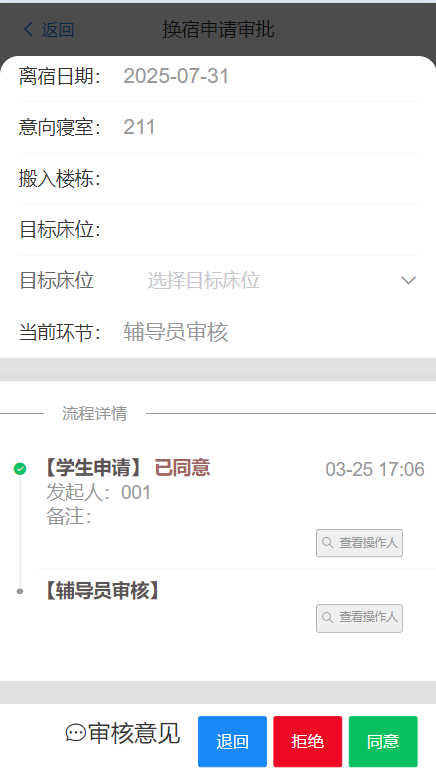 返回 换宿申请审批
离宿日期: 2025-07-31
意向寝室: 211
搬入楼栋:
目标床位:
目标床位 选择目标床位
当前环节: 辅导员审核
流程详情
【学生申请】 已同意 03-25 17:06
发起人: 001
备注:
查看操作人
【辅导员审核】
查看操作人
审核意见 退回 拒绝 同意